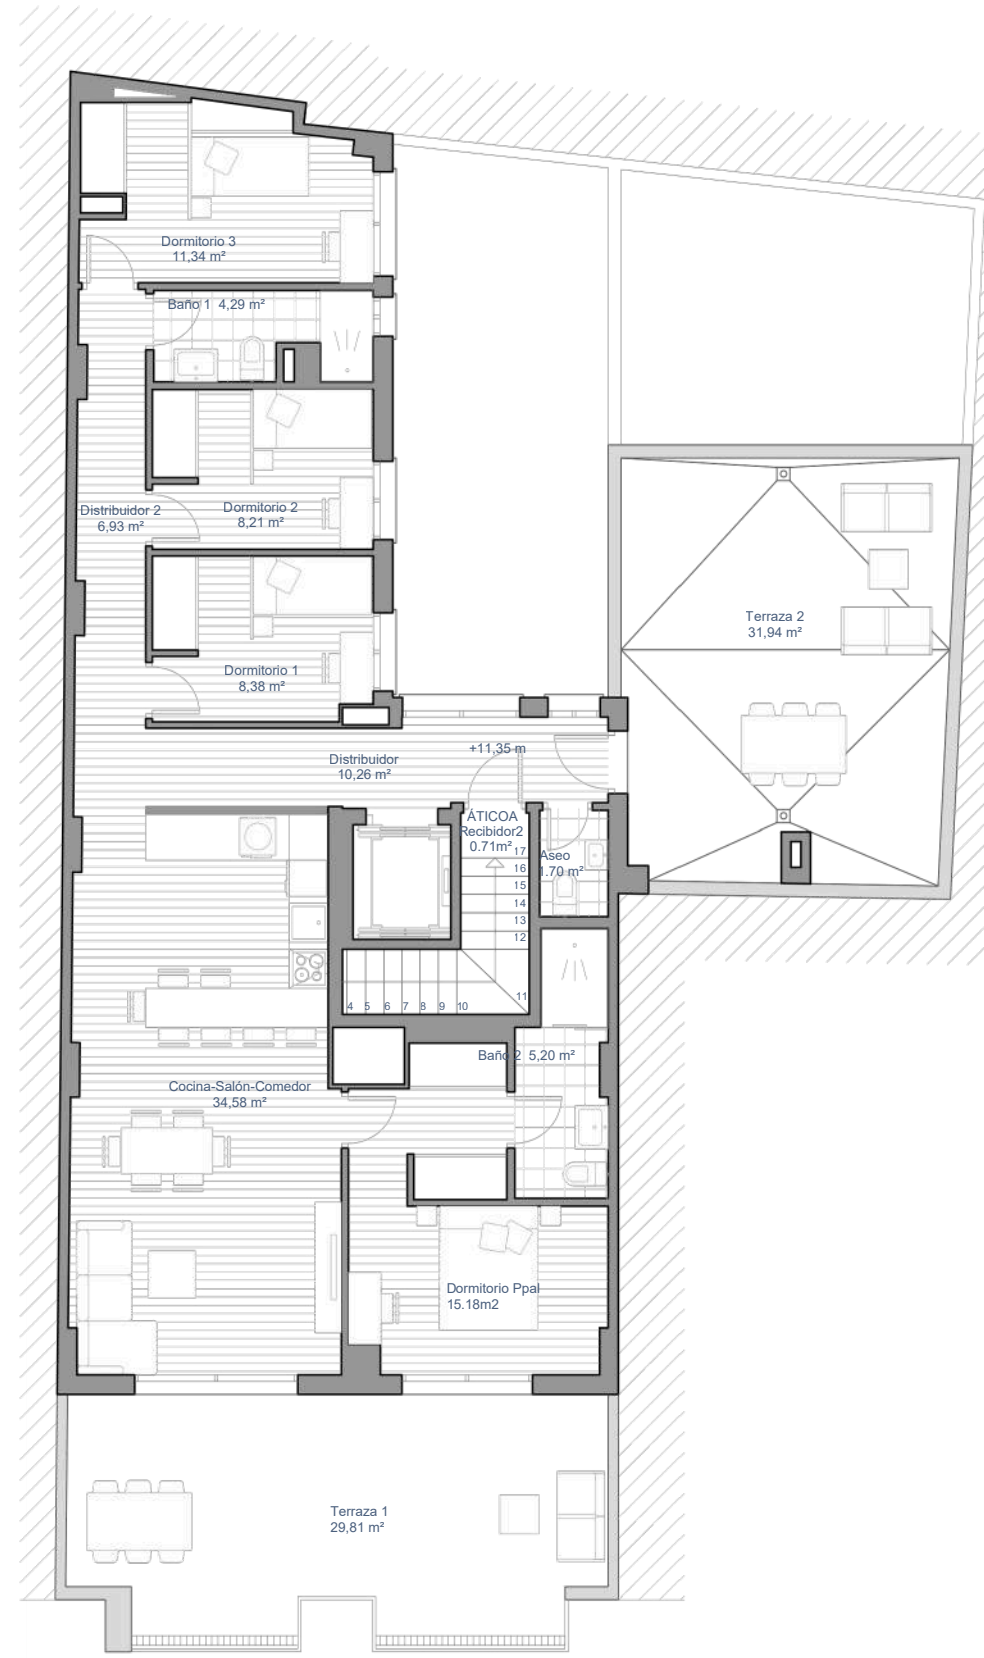 Dormitorio 3
11,34 m²
Baño 1 4,29 m²
Distribuidor 2
6,93 m²
Dormitorio 2
8,21 m²
Terraza 2
31,94 m²
Dormitorio 1
8,38 m²
+11,35 m
Distribuidor
10,26 m²
ÁTICOA
Recibidor2
0.71m²
17
16
15
14
13
12
11
Aseo
1.70 m²
4 5 6 7 8 9 10
Baño 2 5,20 m²
Cocina-Salón-Comedor
34,58 m²
Dormitorio Ppal
15.18m2
Terraza 1
29,81 m²